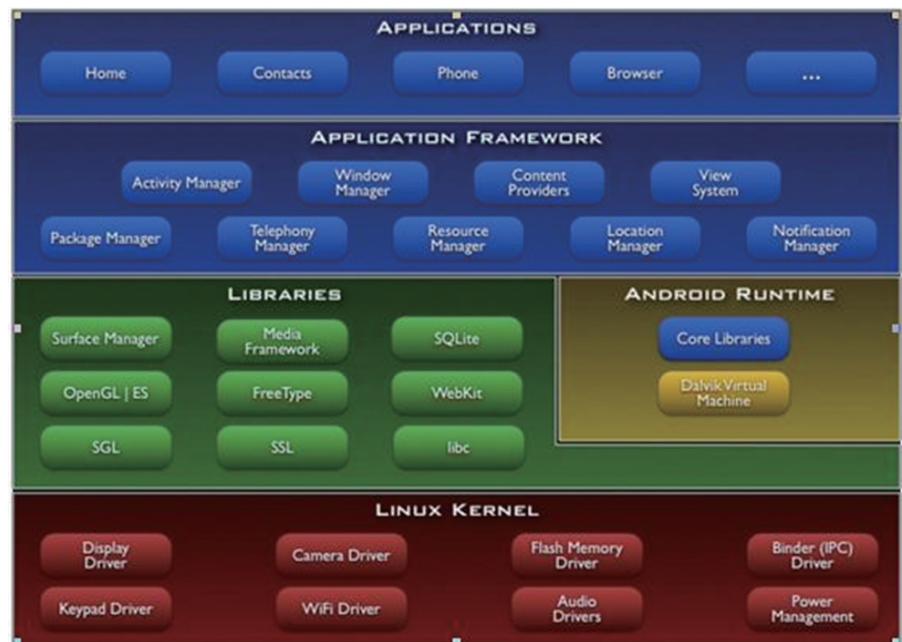 APPLICATIONS
Home Contacts Phone Browser ...
APPLICATION FRAMEWORK
Activity Manager Window Manager Content Providers View System
Package Manager Telephony Manager Resource Manager Location Manager Notification Manager
LIBRARIES
Surface Manager Media Framework SQLite
OpenGL | ES FreeType WebKit
SGL SSL libc
ANDROID RUNTIME
Core Libraries
Dalvik Virtual Machine
LINUX KERNEL
Display Driver Camera Driver Flash Memory Driver Binder (IPC) Driver
Keypad Driver WiFi Driver Audio Drivers Power Management